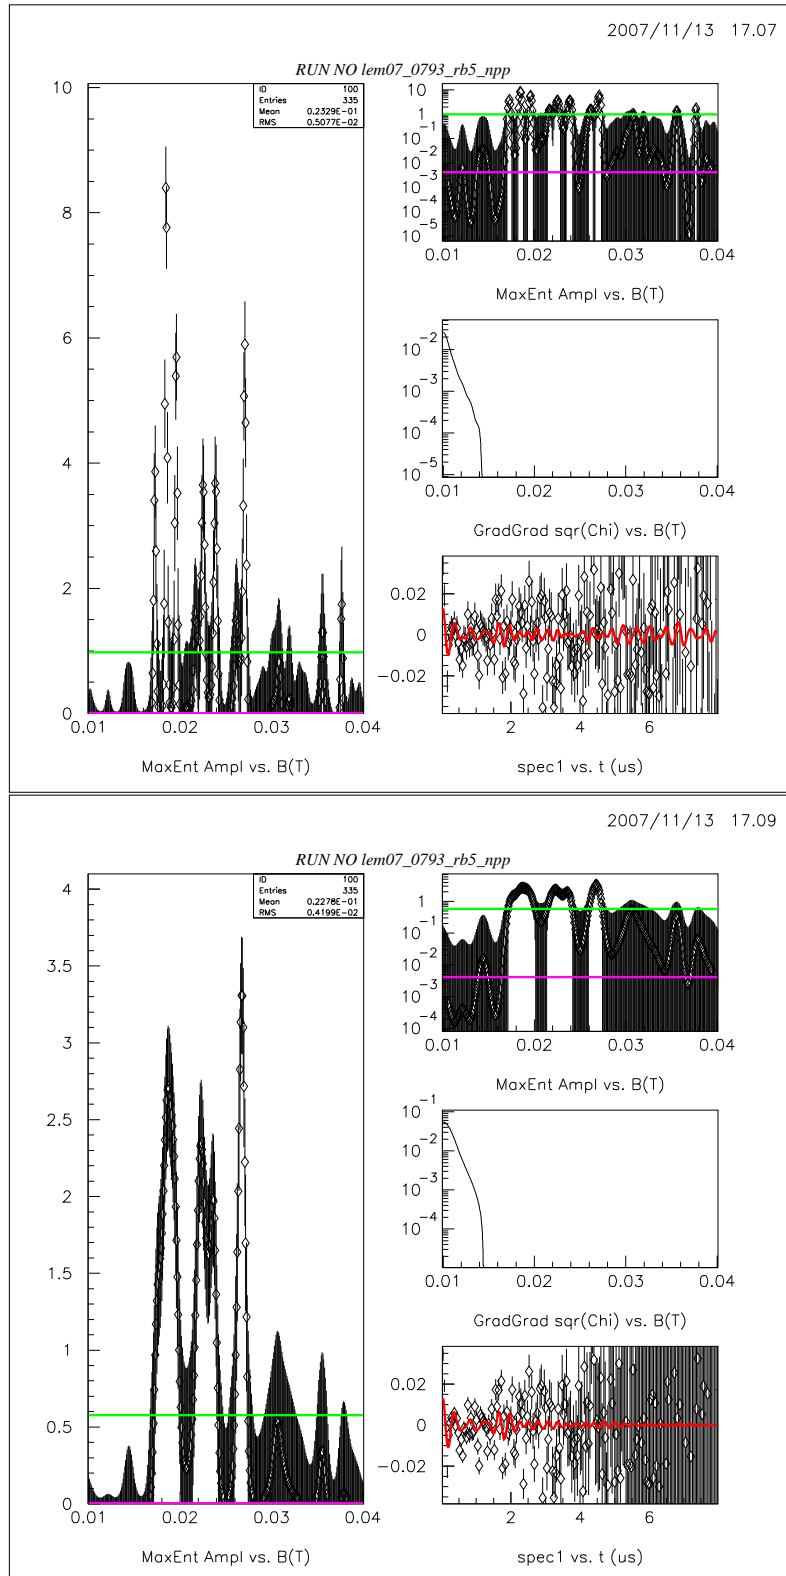 2007/11/13 17.07
RUN NO lem07_0793_rb5_npp
ID 100
Entries 335
Mean 0.2329E-01
RMS 0.5077E-02
10
8
6
4
2
0
0.01 0.02 0.03 0.04
MaxEnt Ampl vs. B(T)
10
1
10 -1
10 -2
10 -3
10 -4
10 -5
10 -6
0.01 0.02 0.03 0.04
MaxEnt Ampl vs. B(T)
10 -2
10 -3
10 -4
10 -5
0.01 0.02 0.03 0.04
GradGrad sqr(Chi) vs. B(T)
0.02
0
-0.02
2 4 6
spec1 vs. t (us)
2007/11/13 17.09
RUN NO lem07_0793_rb5_npp
ID 100
Entries 335
Mean 0.2278E-01
RMS 0.4199E-02
4
3.5
3
2.5
2
1.5
1
0.5
0
0.01 0.02 0.03 0.04
MaxEnt Ampl vs. B(T)
1
10 -1
10 -2
10 -3
10 -4
10 -5
0.01 0.02 0.03 0.04
MaxEnt Ampl vs. B(T)
10 -1
10 -2
10 -3
10 -4
0.01 0.02 0.03 0.04
GradGrad sqr(Chi) vs. B(T)
0.02
0
-0.02
2 4 6
spec1 vs. t (us)